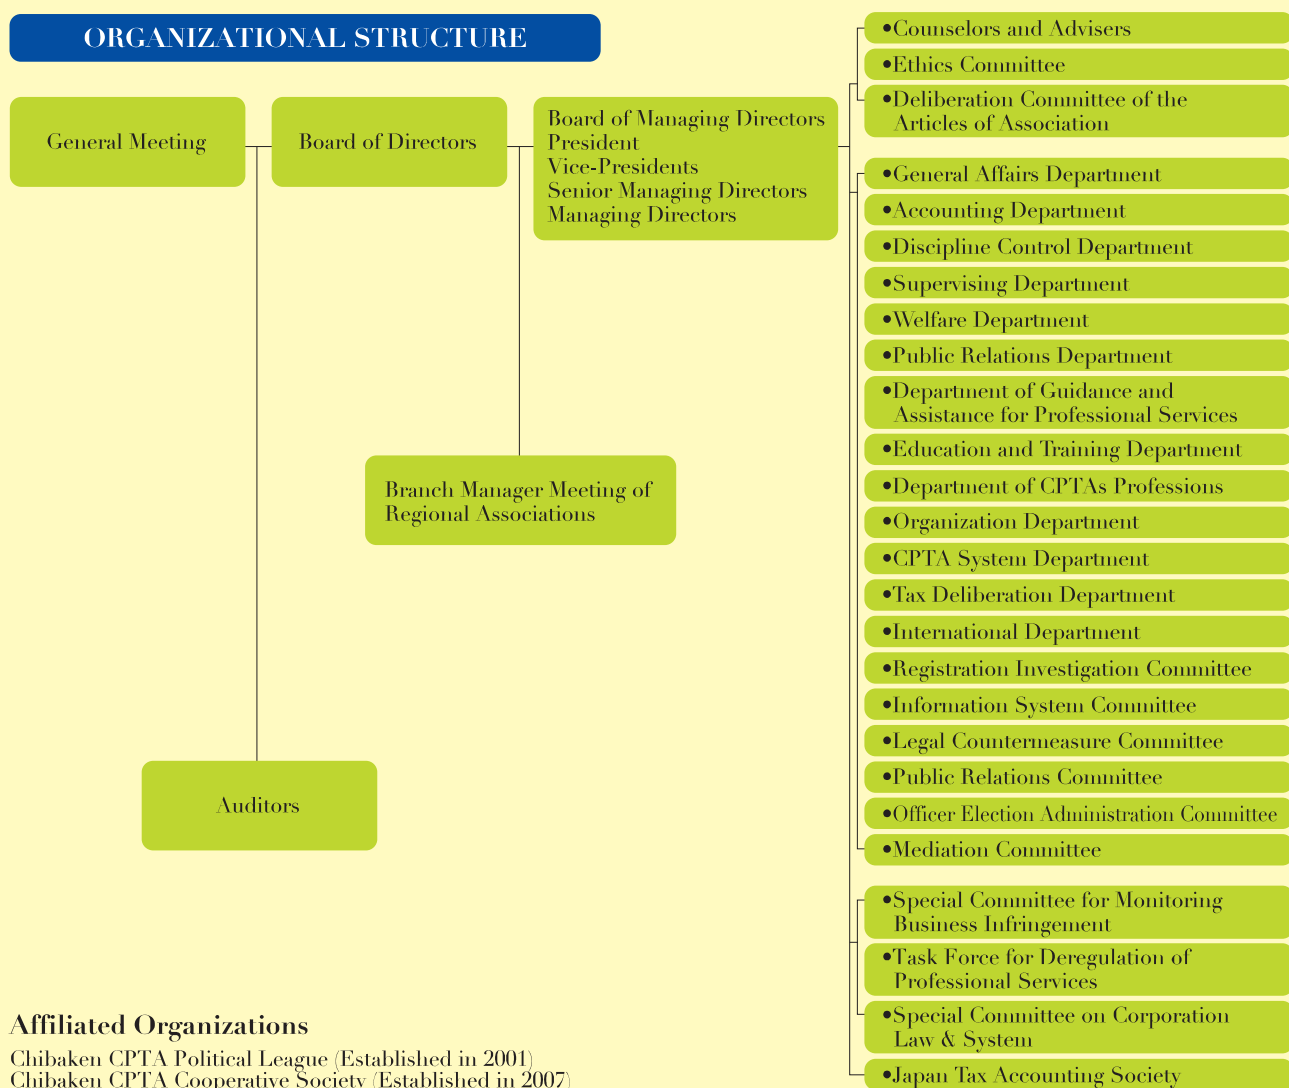 ORGANIZATIONAL STRUCTURE
General Meeting
Board of Directors
Board of Managing Directors
President
Vice-Presidents
Senior Managing Directors
Managing Directors
Branch Manager Meeting of
Regional Associations
Auditors
•Counselors and Advisers
•Ethics Committee
•Deliberation Committee of the
Articles of Association
•General Affairs Department
•Accounting Department
•Discipline Control Department
•Supervising Department
•Welfare Department
•Public Relations Department
•Department of Guidance and
Assistance for Professional Services
•Education and Training Department
•Department of CPTAs Professions
•Organization Department
•CPTA System Department
•Tax Deliberation Department
•International Department
•Registration Investigation Committee
•Information System Committee
•Legal Countermeasure Committee
•Public Relations Committee
•Officer Election Administration Committee
•Mediation Committee
•Special Committee for Monitoring
Business Infringement
•Task Force for Deregulation of
Professional Services
•Special Committee on Corporation
Law & System
•Japan Tax Accounting Society
Affiliated Organizations
Chibaken CPTA Political League (Established in 2001)
Chibaken CPTA Cooperative Society (Established in 2007)